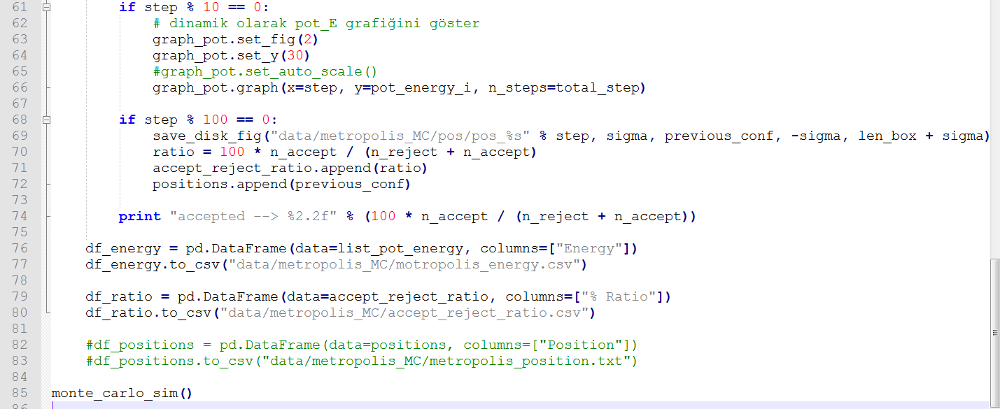 61 if step % 10 == 0:
62 # dinamik olarak pot_E grafiğini göster
63 graph_pot.set_fig(2)
64 graph_pot.set_y(30)
65 #graph_pot.set_auto_scale()
66 graph_pot.graph(x=step, y=pot_energy_i, n_steps=total_step)
67
68 if step % 100 == 0:
69 save_disk_fig("data/metropolis_MC/pos/pos_%s" % step, sigma, previous_conf, -sigma, len_box + sigma)
70 ratio = 100 * n_accept / (n_reject + n_accept)
71 accept_reject_ratio.append(ratio)
72 positions.append(previous_conf)
73
74 print "accepted --> %2.2f" % (100 * n_accept / (n_reject + n_accept))
75
76 df_energy = pd.DataFrame(data=list_pot_energy, columns=["Energy"])
77 df_energy.to_csv("data/metropolis_MC/motropolis_energy.csv")
78
79 df_ratio = pd.DataFrame(data=accept_reject_ratio, columns=["% Ratio"])
80 df_ratio.to_csv("data/metropolis_MC/accept_reject_ratio.csv")
81
82 #df_positions = pd.DataFrame(data=positions, columns=["Position"])
83 #df_positions.to_csv("data/metropolis_MC/metropolis_position.txt")
84
85 monte_carlo_sim()
86